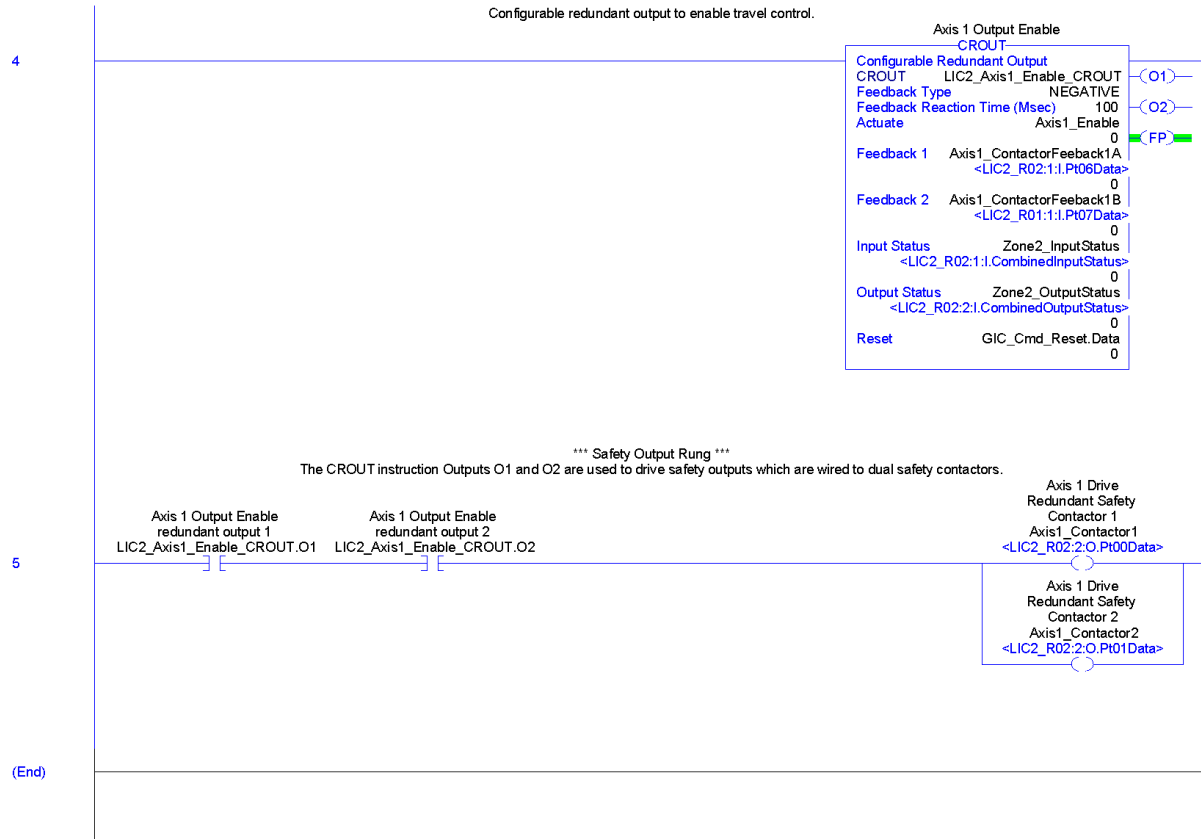 Configurable redundant output to enable travel control.
Axis 1 Output Enable
CROUT
4
Configurable Redundant Output
CROUT LIC2_Axis1_Enable_CROUT (O1)
Feedback Type NEGATIVE
Feedback Reaction Time (Msec) 100 (O2)
Actuate Axis1_Enable
0 (FP)
Feedback 1 Axis1_ContactorFeeback1A
<LIC2_R02:1:I.Pt06Data>
0
Feedback 2 Axis1_ContactorFeeback1B
<LIC2_R01:1:I.Pt07Data>
0
Input Status Zone2_InputStatus
<LIC2_R02:1:I.CombinedInputStatus>
0
Output Status Zone2_OutputStatus
<LIC2_R02:2:I.CombinedOutputStatus>
0
Reset GIC_Cmd_Reset.Data
0
*** Safety Output Rung ***
The CROUT instruction Outputs O1 and O2 are used to drive safety outputs which are wired to dual safety contactors.
Axis 1 Output Enable
redundant output 1
LIC2_Axis1_Enable_CROUT.O1
Axis 1 Output Enable
redundant output 2
LIC2_Axis1_Enable_CROUT.O2
Axis 1 Drive
Redundant Safety
Contactor 1
Axis1_Contactor1
<LIC2_R02:2:O.Pt00Data>
5
Axis 1 Drive
Redundant Safety
Contactor 2
Axis1_Contactor2
<LIC2_R02:2:O.Pt01Data>
(End)